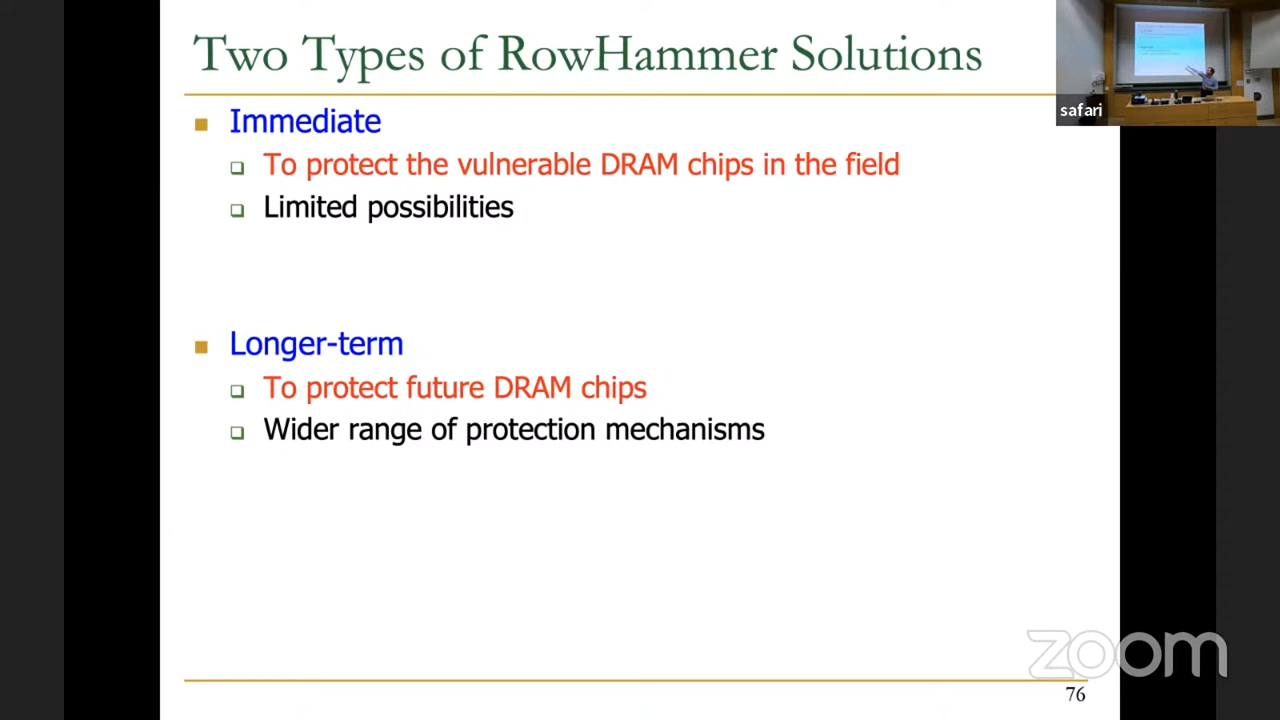 Two Types of RowHammer Solutions
safari
Immediate
To protect the vulnerable DRAM chips in the field
Limited possibilities
Longer-term
To protect future DRAM chips
Wider range of protection mechanisms
zoom
76